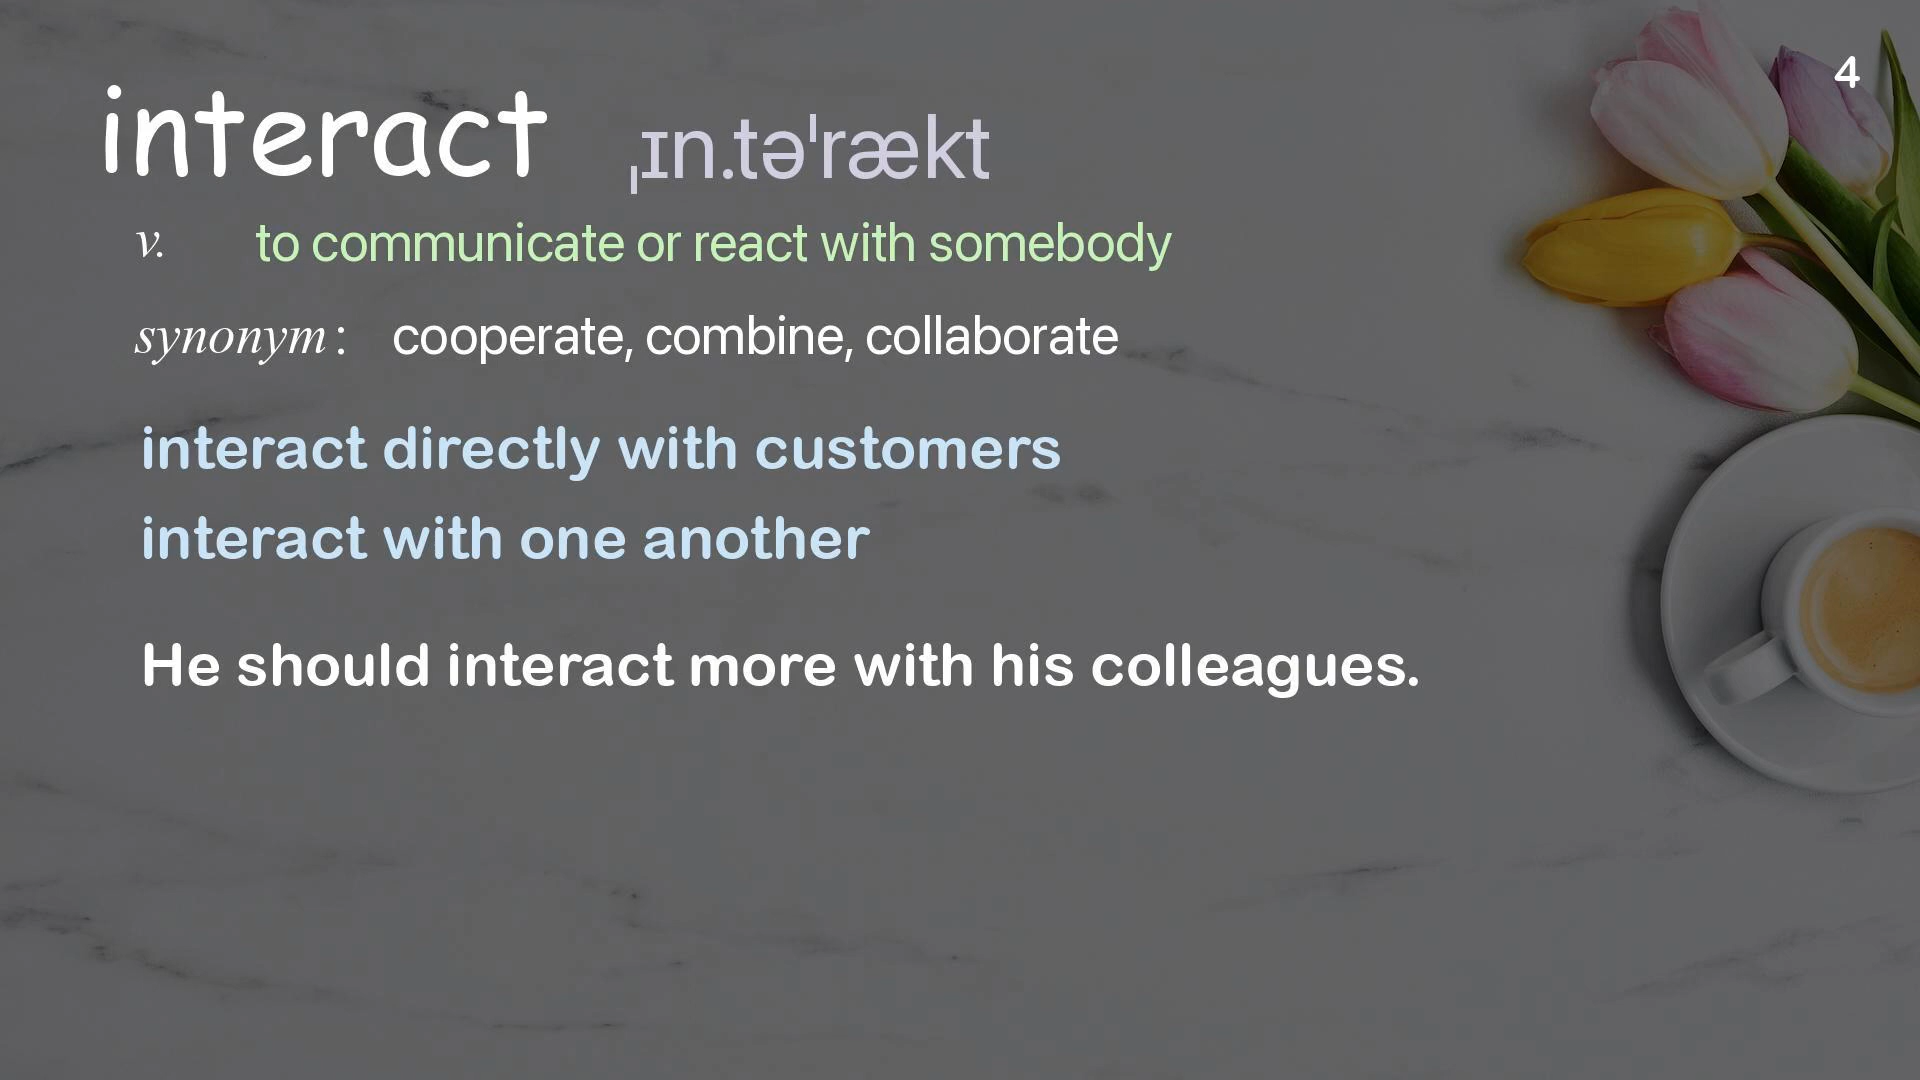 4
interact ˌɪn.təˈrækt
v. to communicate or react with somebody
synonym: cooperate, combine, collaborate
interact directly with customers
interact with one another
He should interact more with his colleagues.